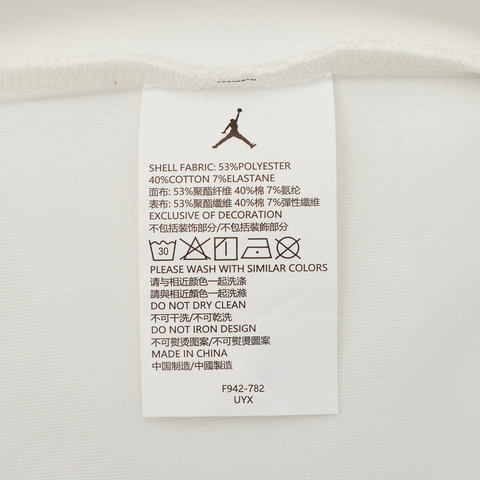 SHELL FABRIC: 53%POLYESTER
40%COTTON 7%ELASTANE
面布: 53%聚酯纤维 40%棉 7%氨纶
表布: 53%聚酯纖維 40%棉 7%彈性纖維
EXCLUSIVE OF DECORATION
不包括装饰部分/不包括裝飾部分
30
PLEASE WASH WITH SIMILAR COLORS
请与相近颜色一起洗涤
請與相近顏色一起洗滌
DO NOT DRY CLEAN
不可干洗/不可乾洗
DO NOT IRON DESIGN
不可熨烫图案/不可熨燙圖案
MADE IN CHINA
中国制造/中國製造
F942-782
UYX